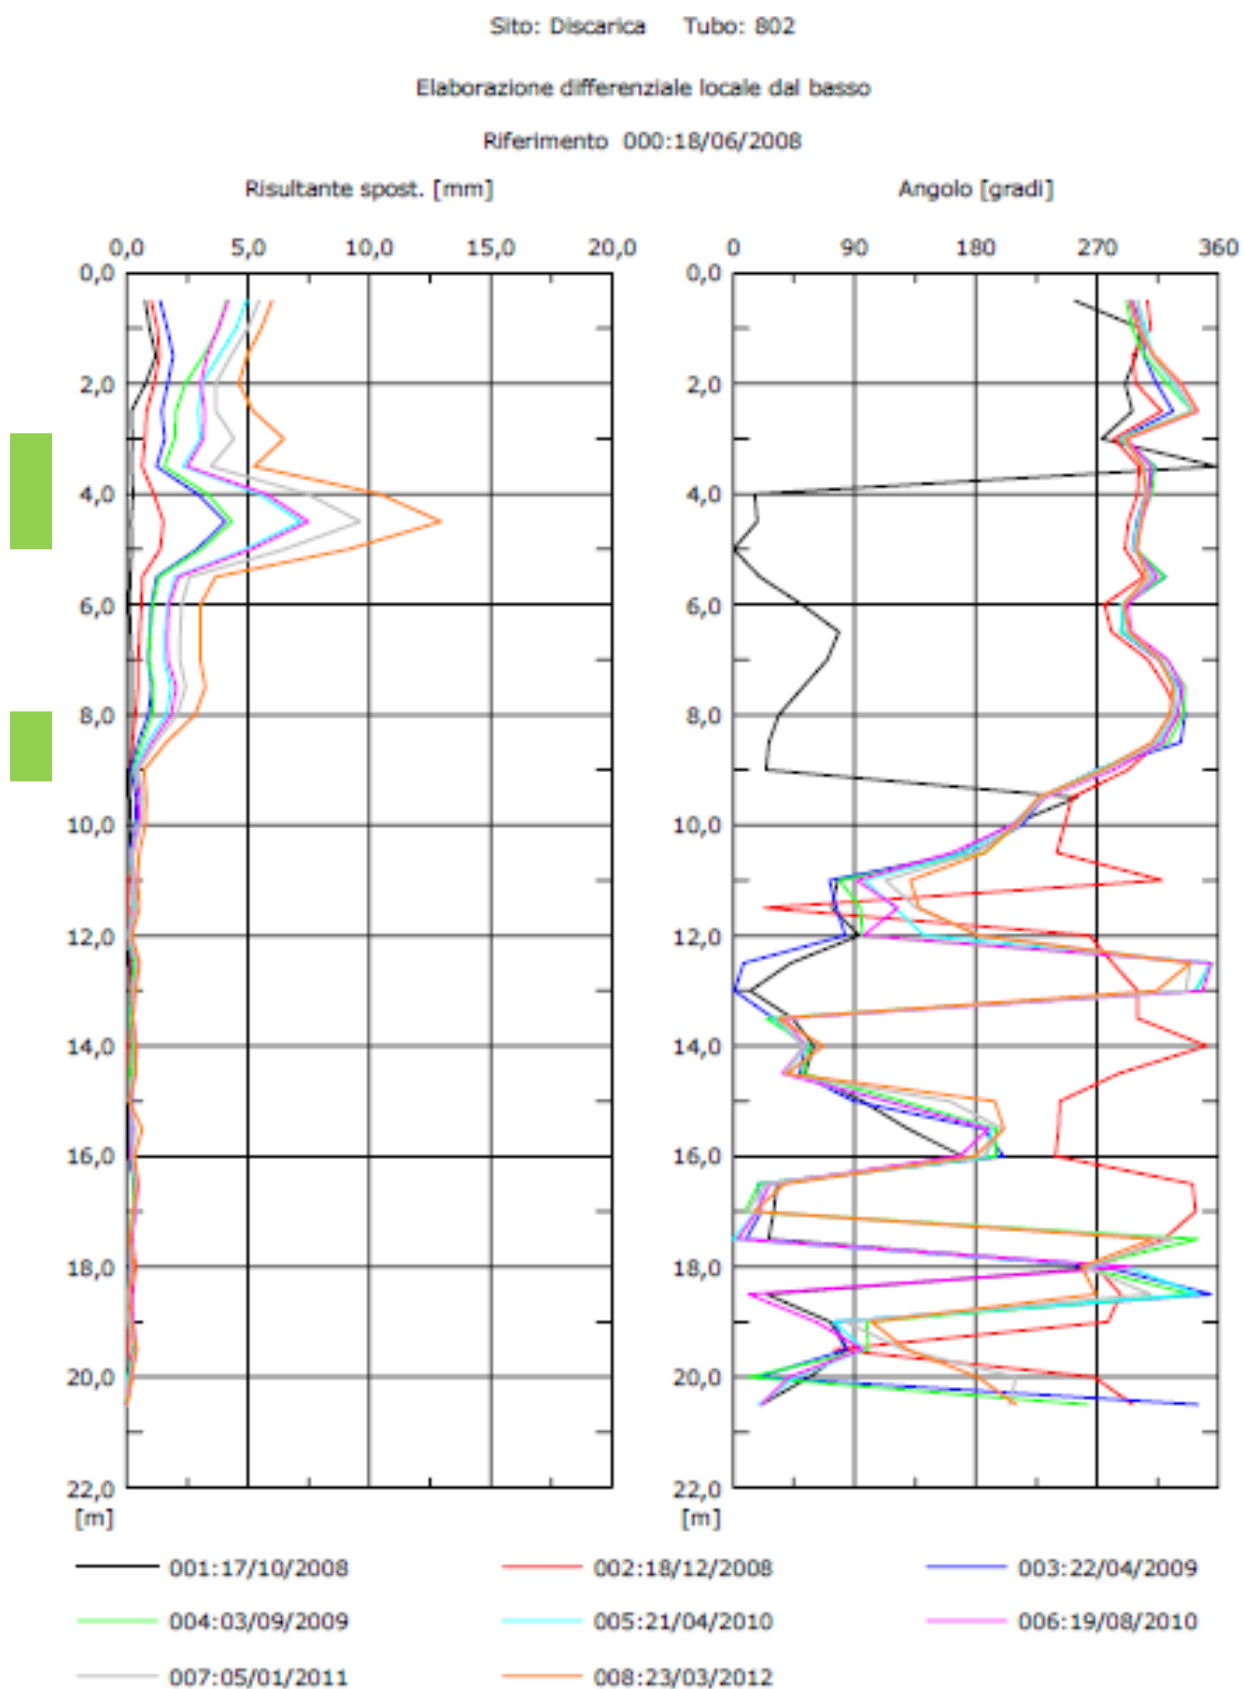 Sito: Discarica Tubo: 802
Elaborazione differenziale locale dal basso
Riferimento 000:18/06/2008
Risultante spost. [mm] Angolo [gradi]
0,0 5,0 10,0 15,0 20,0 0 90 180 270 360
0,0 0,0
2,0 2,0
4,0 4,0
6,0 6,0
8,0 8,0
10,0 10,0
12,0 12,0
14,0 14,0
16,0 16,0
18,0 18,0
20,0 20,0
22,0 22,0
[m] [m]
001:17/10/2008 002:18/12/2008 003:22/04/2009
004:03/09/2009 005:21/04/2010 006:19/08/2010
007:05/01/2011 008:23/03/2012